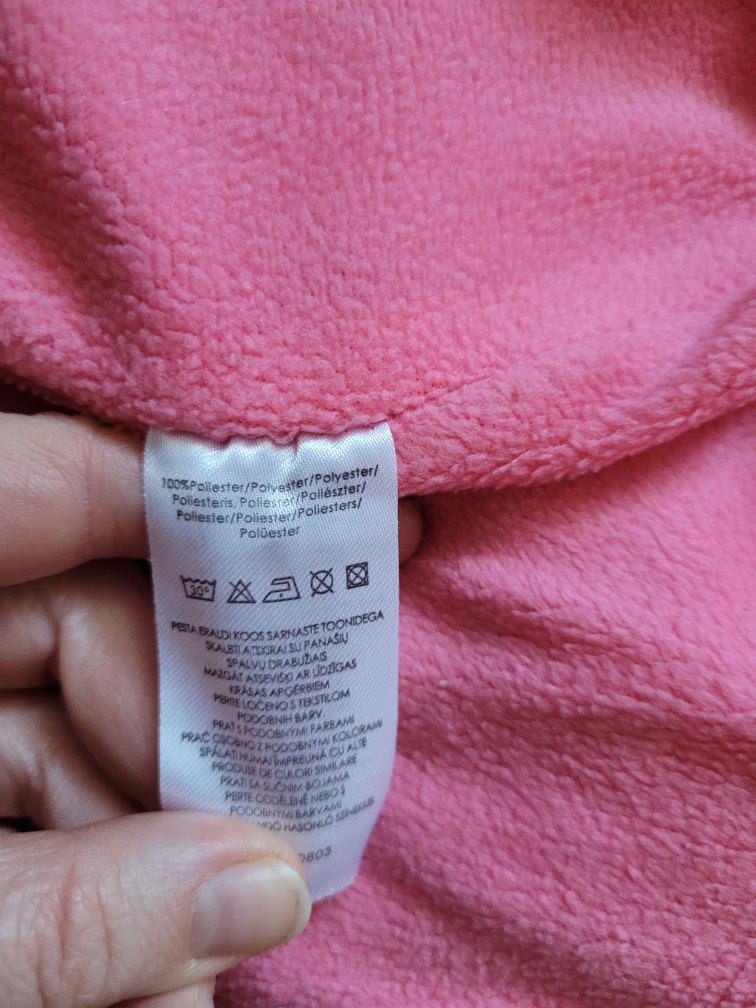 100%Poliester/Polyester/Polyester/
Poliesteris, Poliester/Poliészter/
Poliester/Poliester/Poliesters/
Polüester
30°
PESTA ERALDI KOOS SARNASTE TOONIDEGA
SKALBTI ATSKIRAI SU PANAŠIŲ
SPALVŲ DRABUŽIAIS
MAZGĀT ATSEVIŠĶI AR LĪDZĪGAS
KRĀSAS APĢĒRBIEM
PERITE LOČENO S TEKSTILOM
PODOBNIH BARV.
PRAŤ S PODOBNÝMI FARBAMI
PRAĆ OSOBNO Z PODOBNYMI KOLORAMI
SPĂLAȚI NUMAI ÎMPREUNĂ CU ALTE
PRODUSE DE CULORI SIMILARE
PRATI SA SLIČNIM BOJAMA
PERTE ODDĚLENĚ NEBO S
PODOBNÝMI BARVAMI
HASONLÓ
0803